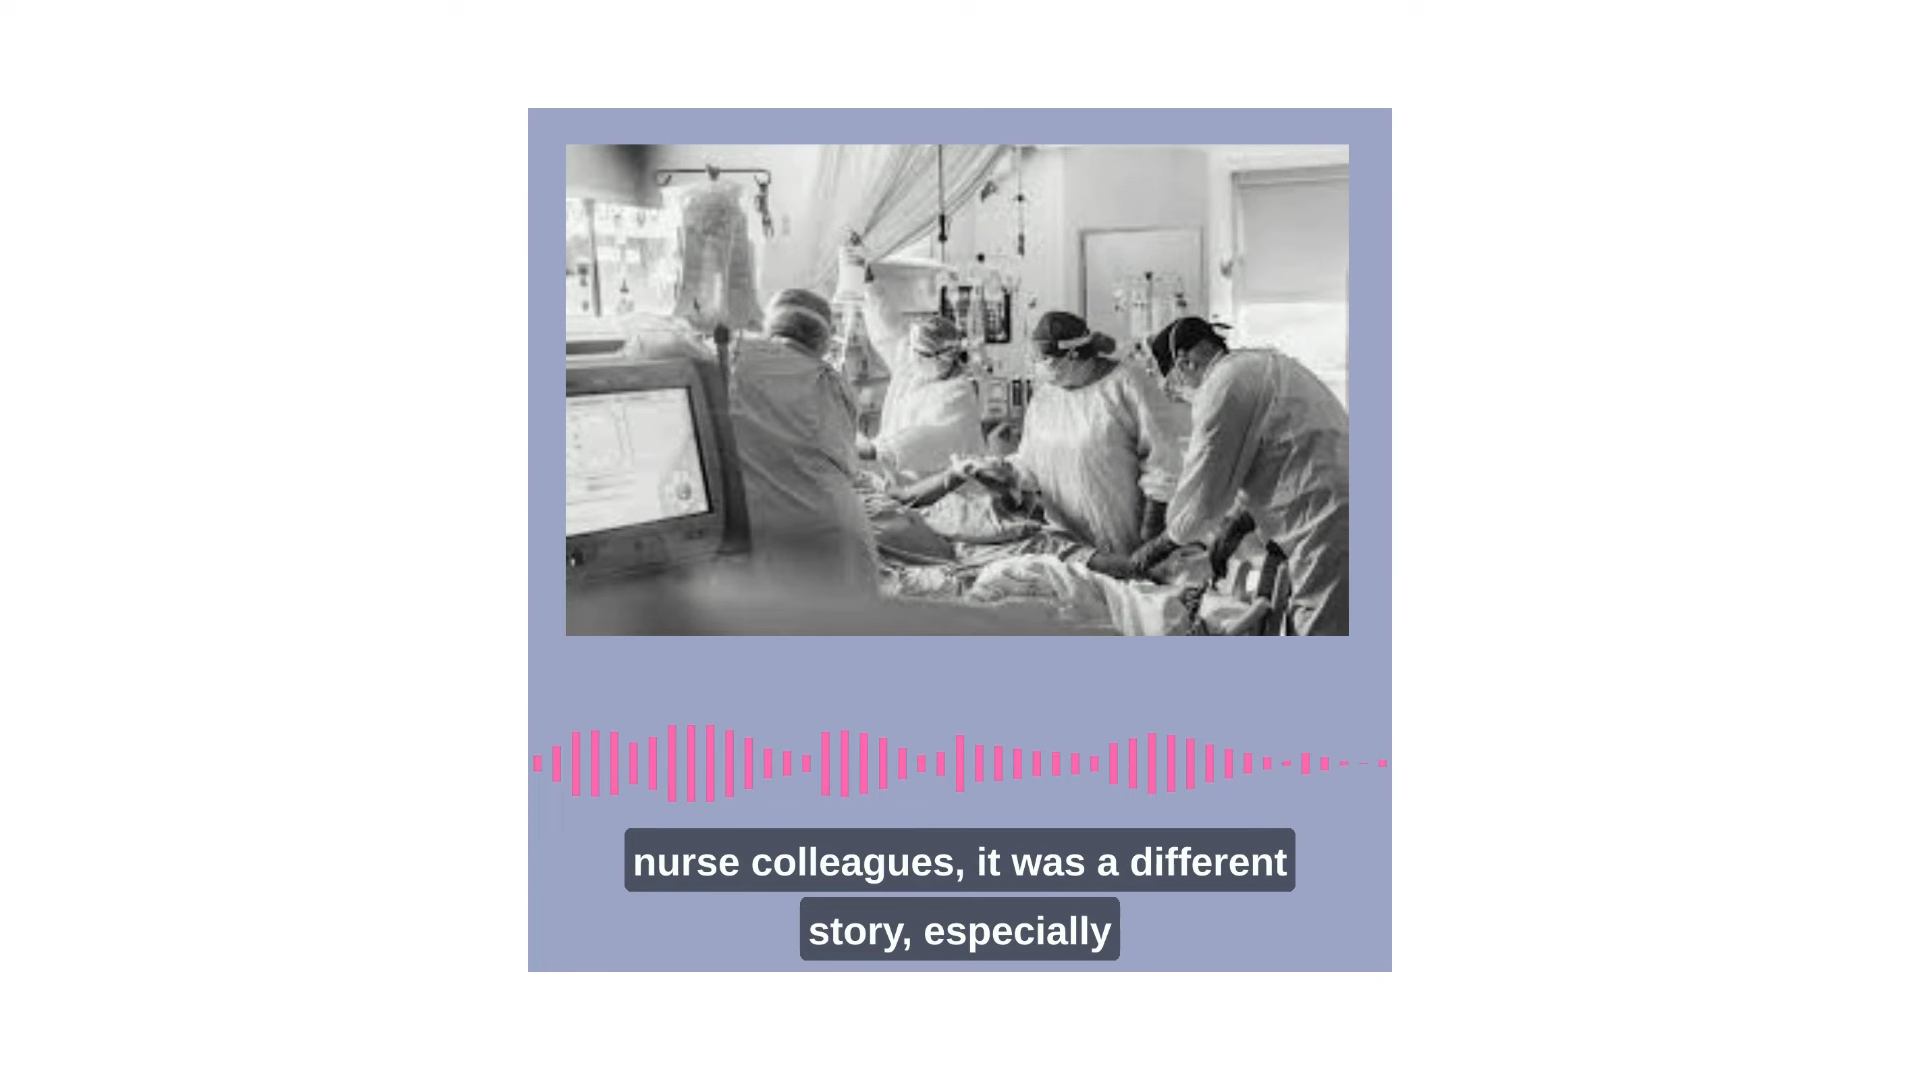 nurse colleagues, it was a different
story, especially